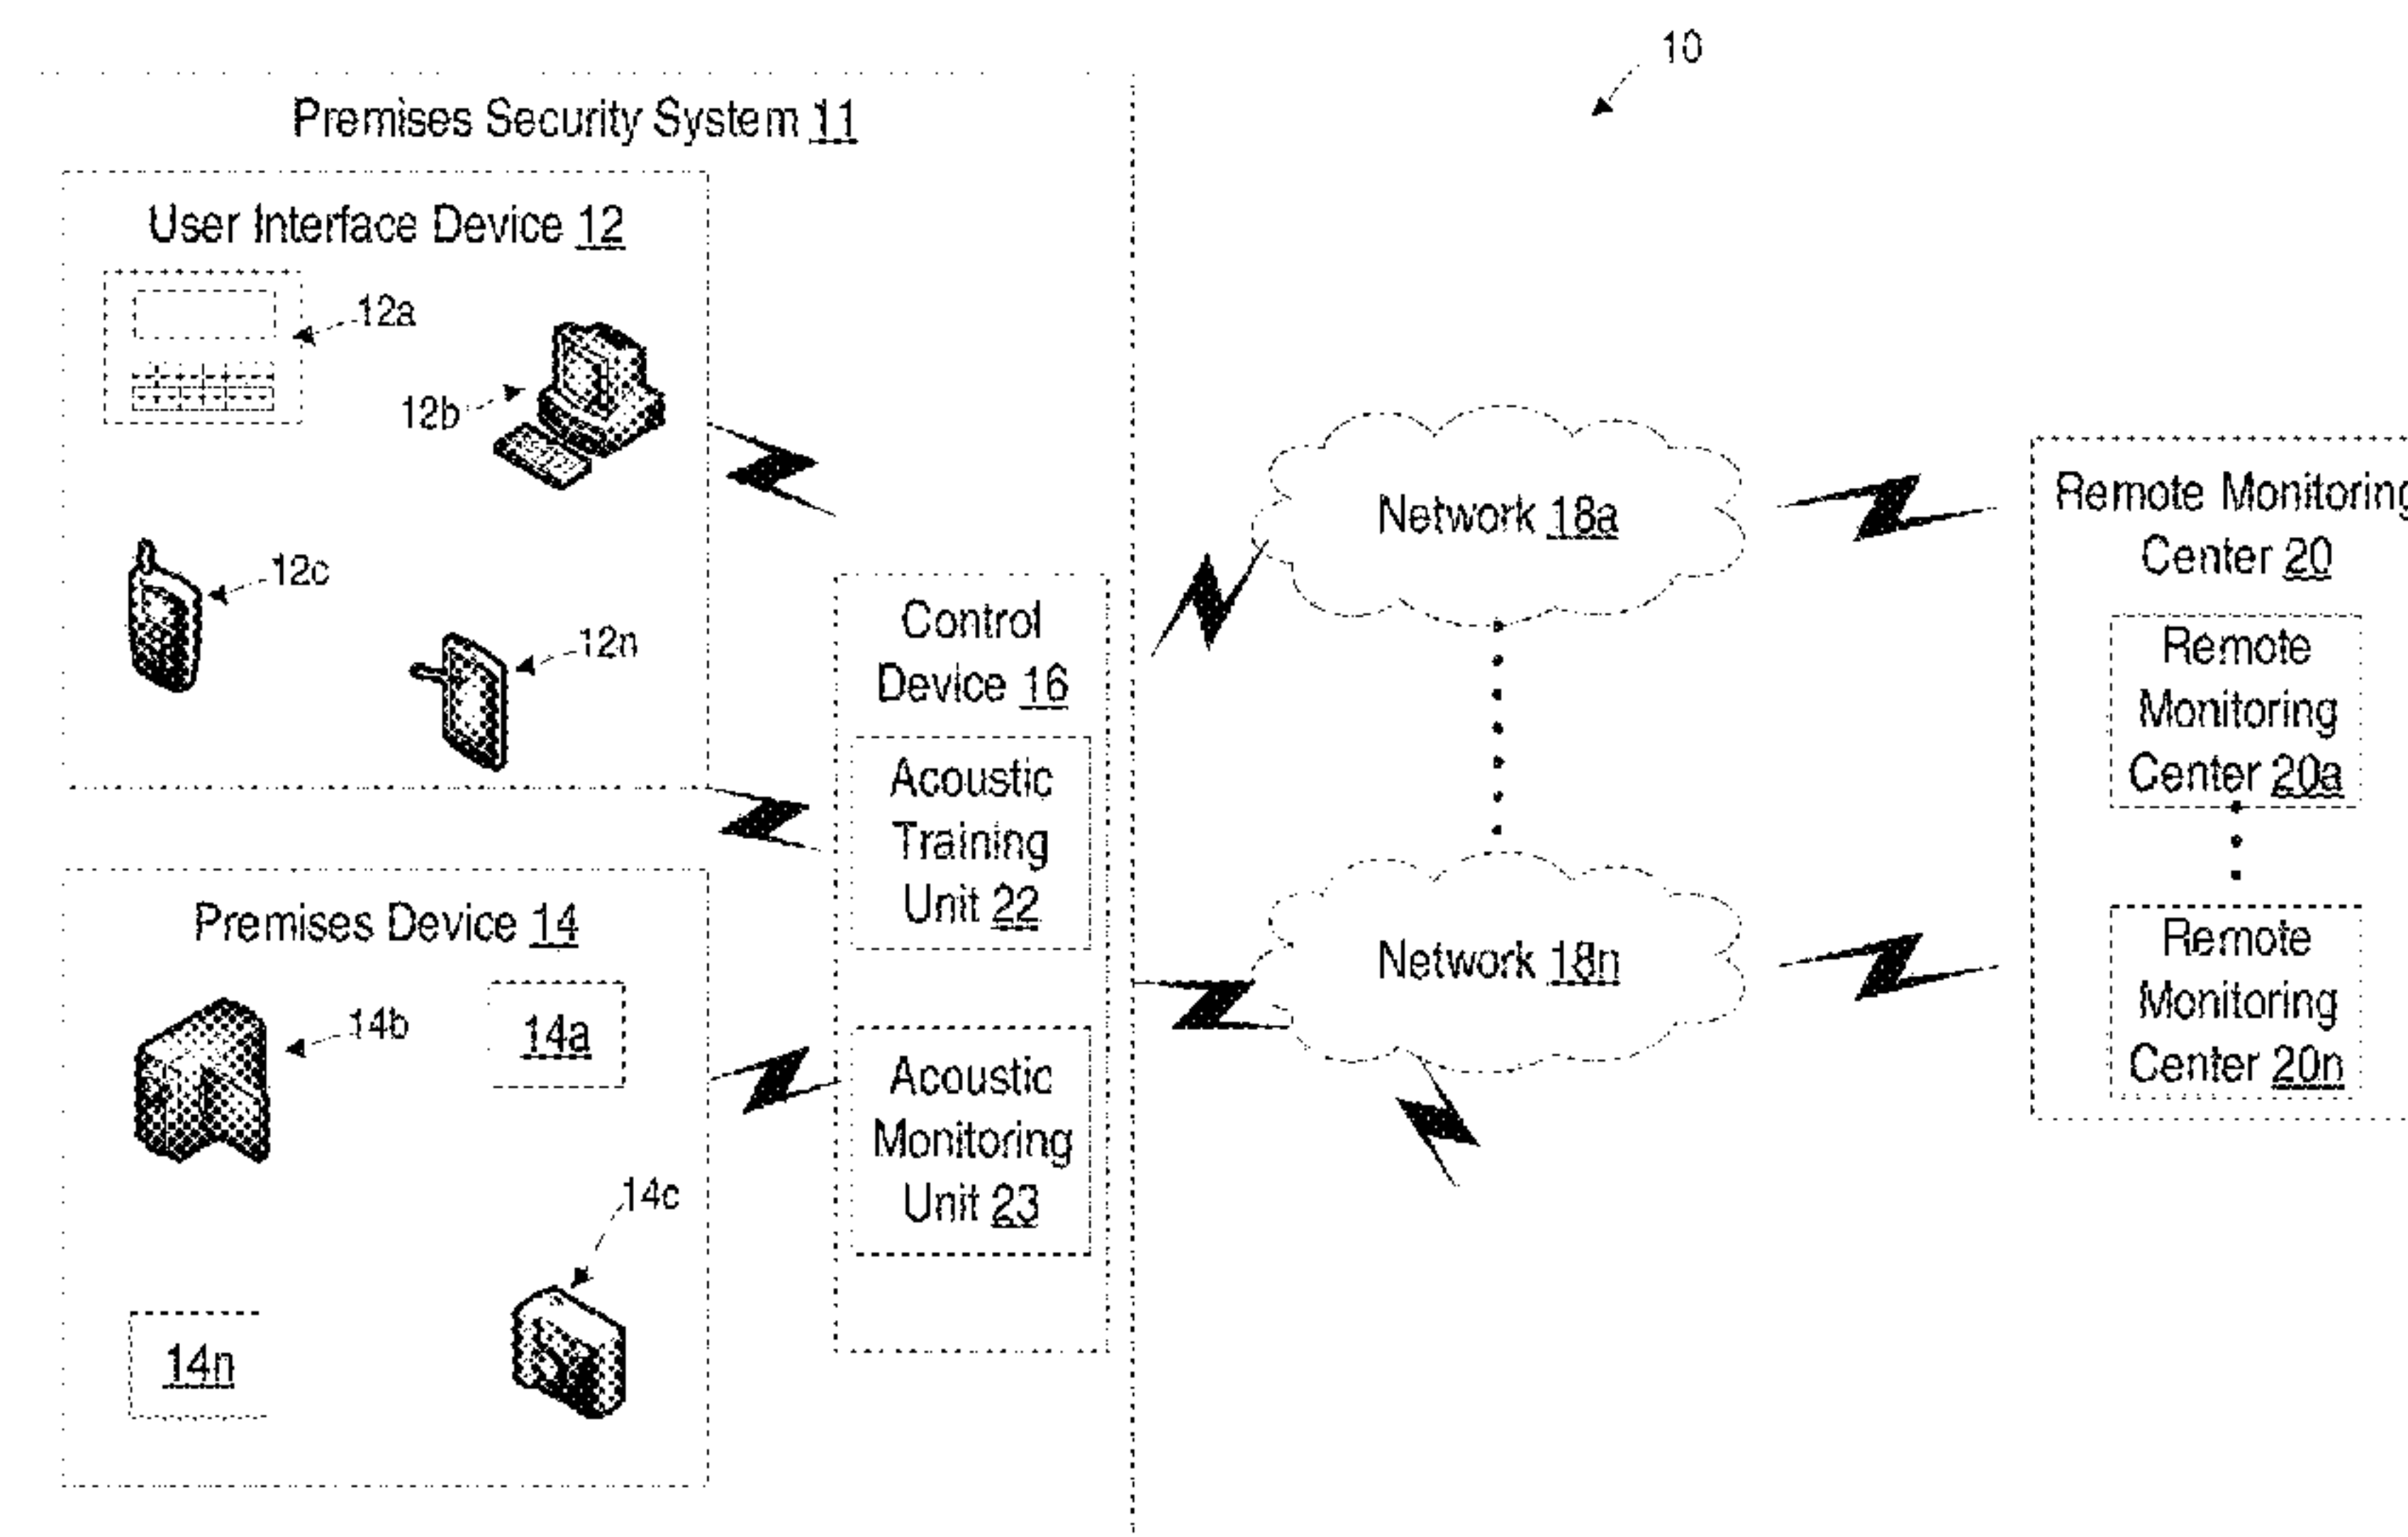 10
Premises Security System 11
User Interface Device 12
12a
12b
12c
12n
Premises Device 14
14b
14a
14c
14n
Control
Device 16
Acoustic
Training
Unit 22
Acoustic
Monitoring
Unit 23
Network 18a
Network 18n
Remote Monitoring
Center 20
Remote
Monitoring
Center 20a
Remote
Monitoring
Center 20n